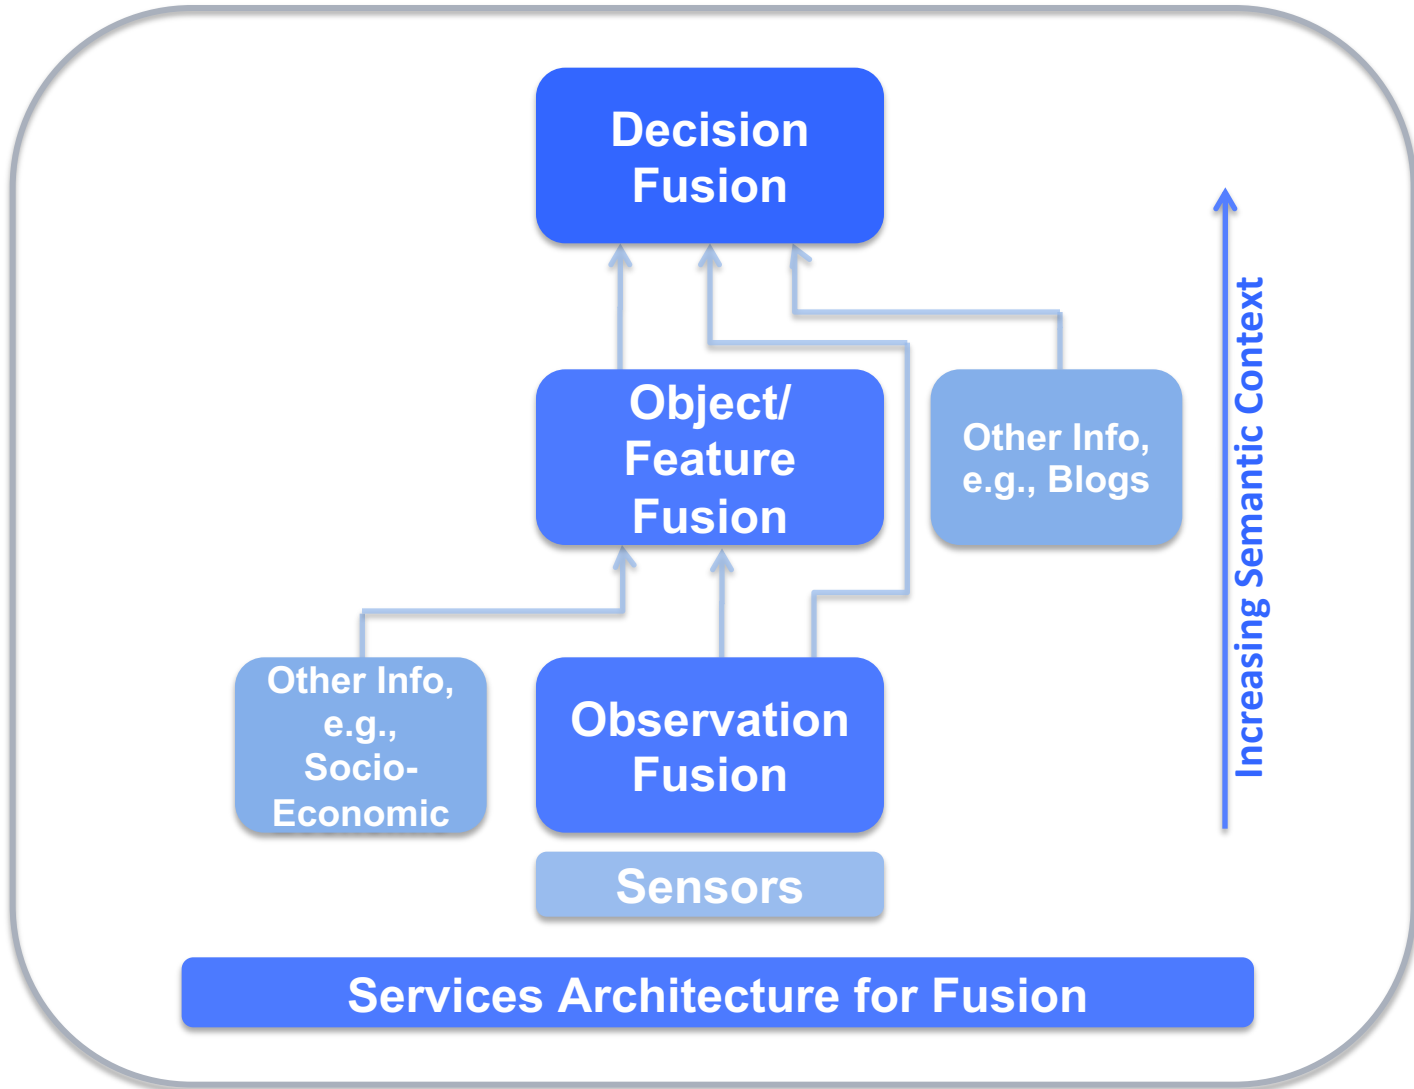 Decision
Fusion
Object/
Feature
Fusion
Other Info,
e.g., Blogs
Increasing Semantic Context
Other Info,
e.g.,
Socio-
Economic
Observation
Fusion
Sensors
Services Architecture for Fusion